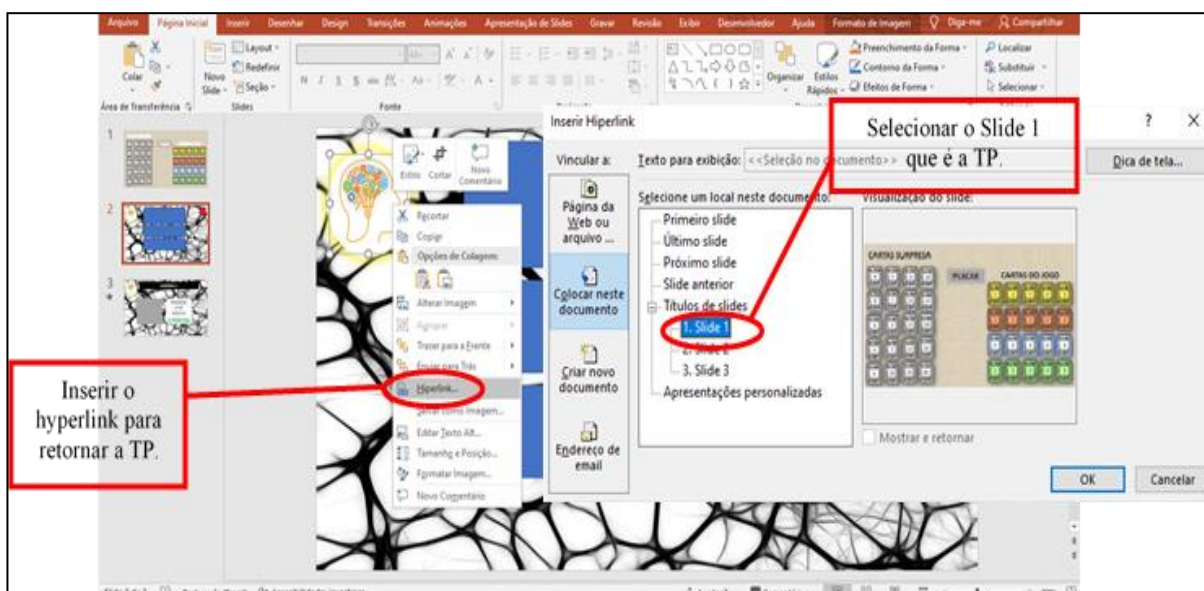 Arquivo Página Inicial Inserir Desenhar Design Transições Animações Apresentação de Slides Gravar Revisão Exibir Desenvolvedor Ajuda Formato de Imagem Diga-me Compartilhar
Colar
Novo Slide
Layout
Redefinir
Seção
Organizar
Estilos Rápidos
Preenchimento da Forma
Contorno da Forma
Efeitos de Forma
Localizar
Substituir
Selecionar
Área de Transferência
Slides
Fonte
1
2
3
Estilo Cortar Novo Comentário
Recortar
Copiar
Opções de Colagem:
Alterar Imagem
Agrupar
Trazer para a Frente
Enviar para Trás
Hiperlink...
Salvar como Imagem...
Editar Texto Alt...
Tamanho e Posição...
Formatar Imagem...
Novo Comentário
Inserir o
hyperlink para
retornar a TP.
Inserir Hiperlink
? X
Vincular a:
Texto para exibição: <<Seleção no documento>>
Dica de tela...
Selecionar o Slide 1
que é a TP.
Página da
Web ou
arquivo ...
Colocar neste
documento
Criar novo
documento
Endereço de
email
Selecione um local neste documento:
Primeiro slide
Último slide
Próximo slide
Slide anterior
Títulos de slides
1. Slide 1
2. Slide 2
3. Slide 3
Apresentações personalizadas
Visualização do slide:
CARTAS SURPRESA
PLACAR
CARTAS DO JOGO
Mostrar e retornar
OK
Cancelar